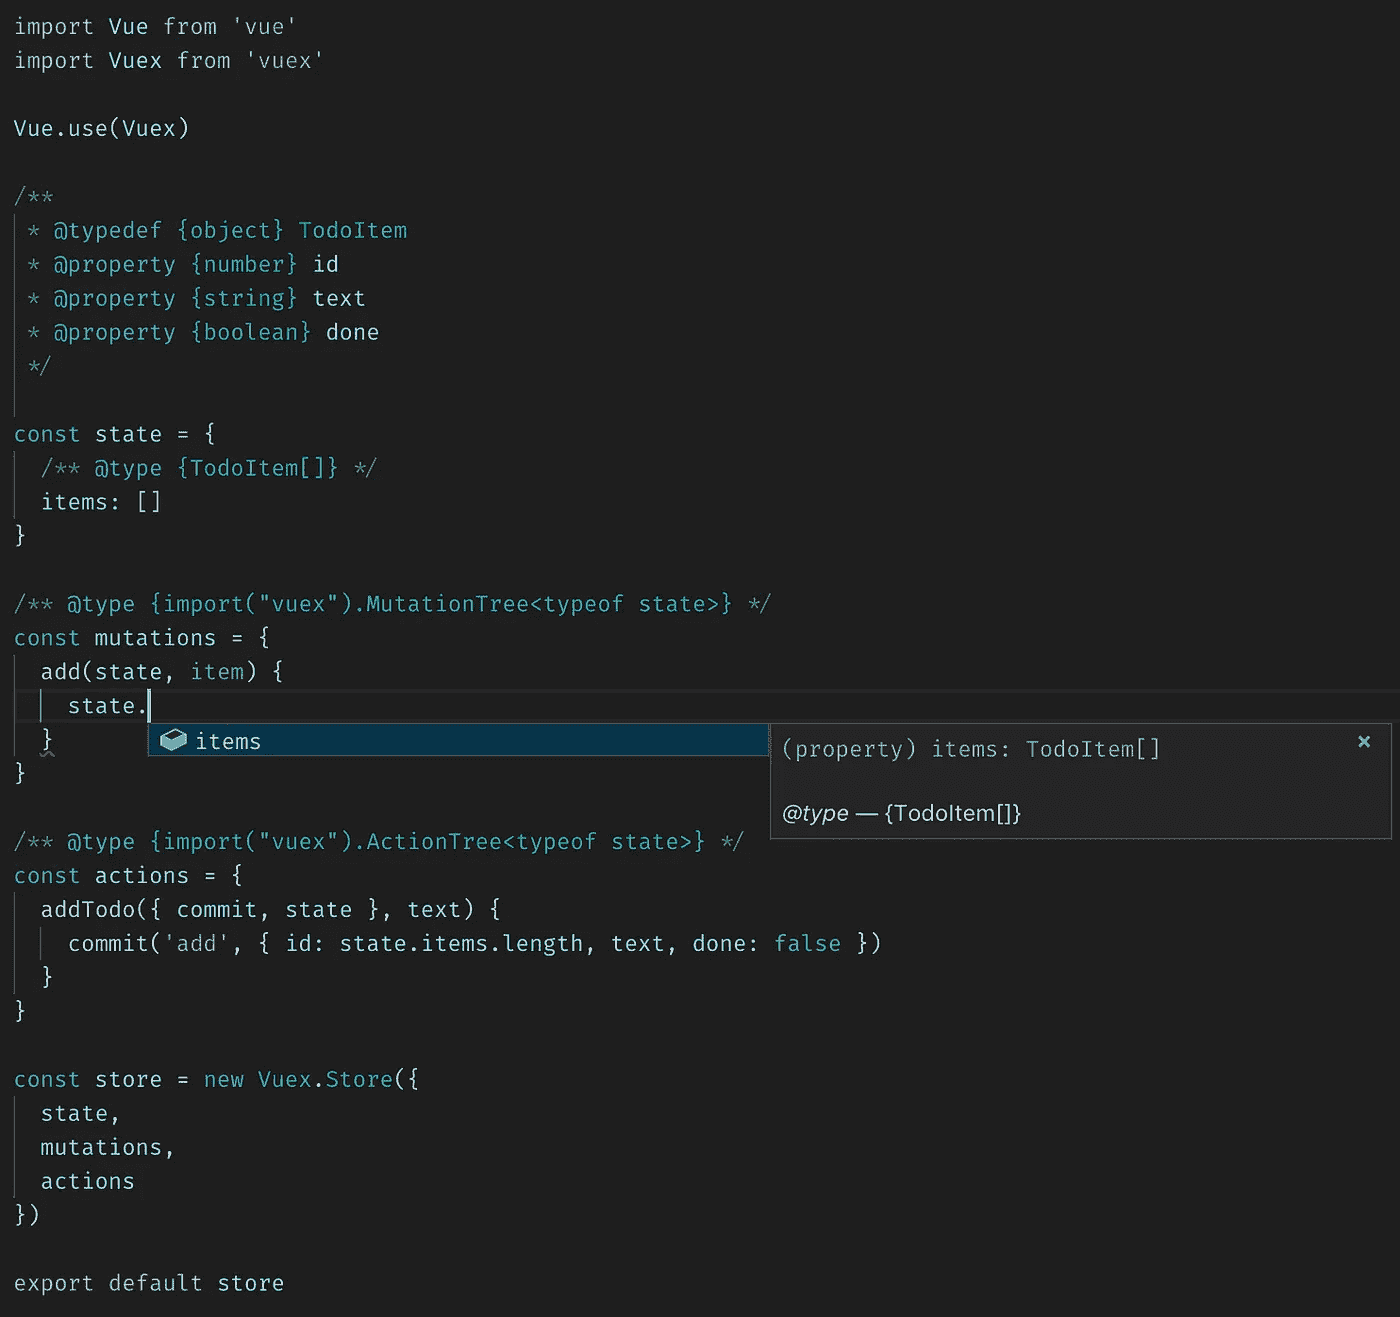 import Vue from 'vue'
import Vuex from 'vuex'
Vue.use(Vuex)
/**
 * @typedef {object} TodoItem
 * @property {number} id
 * @property {string} text
 * @property {boolean} done
 */
const state = {
  /** @type {TodoItem[]} */
  items: []
}
/** @type {import("vuex").MutationTree<typeof state>} */
const mutations = {
  add(state, item) {
    state.
  }
items
(property) items: TodoItem[] ×
@type — {TodoItem[]}
}
/** @type {import("vuex").ActionTree<typeof state>} */
const actions = {
  addTodo({ commit, state }, text) {
    commit('add', { id: state.items.length, text, done: false })
  }
}
const store = new Vuex.Store({
  state,
  mutations,
  actions
})
export default store